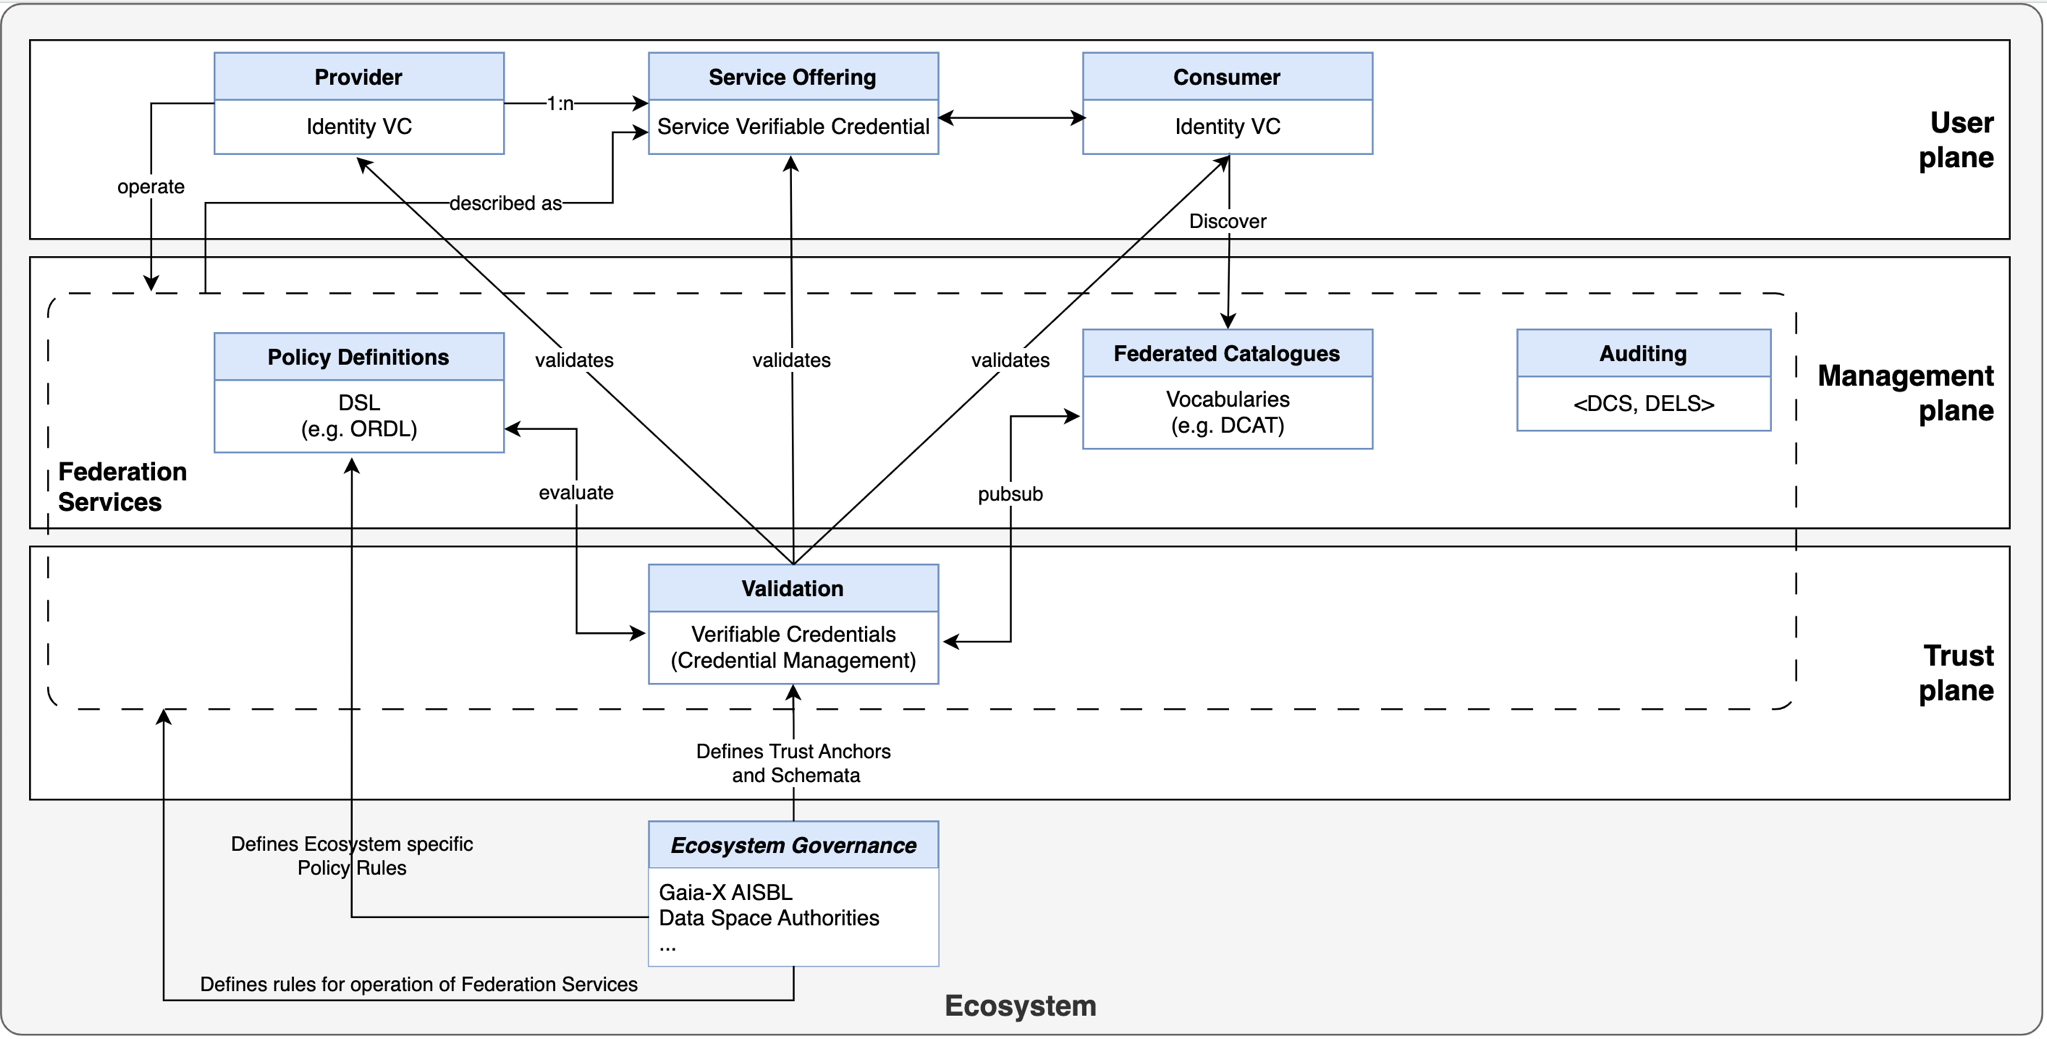 Provider
Identity VC
1:n
Service Offering
Service Verifiable Credential
Consumer
Identity VC
User
plane
operate
described as
Discover
validates
validates
validates
Policy Definitions
DSL
(e.g. ORDL)
Federated Catalogues
Vocabularies
(e.g. DCAT)
Auditing
<DCS, DELS>
Management
plane
Federation
Services
evaluate
pubsub
Validation
Verifiable Credentials
(Credential Management)
Trust
plane
Defines Trust Anchors
and Schemata
Defines Ecosystem specific
Policy Rules
Ecosystem Governance
Gaia-X AISBL
Data Space Authorities
...
Defines rules for operation of Federation Services
Ecosystem